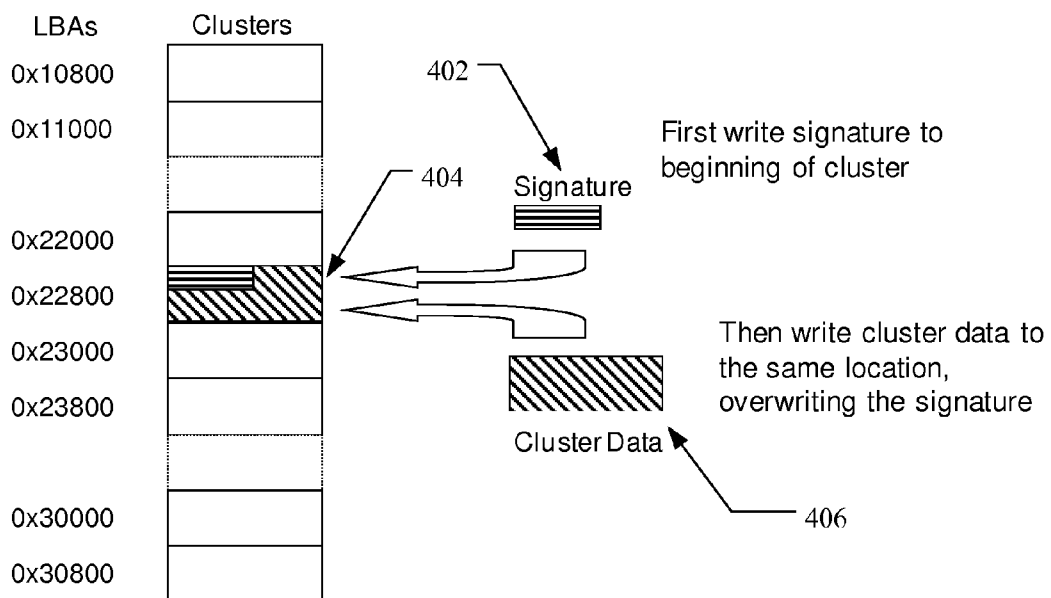 LBAs
Clusters
0x10800
0x11000
0x22000
0x22800
0x23000
0x23800
0x30000
0x30800
402
404
Signature
First write signature to
beginning of cluster
Then write cluster data to
the same location,
overwriting the signature
Cluster Data
406